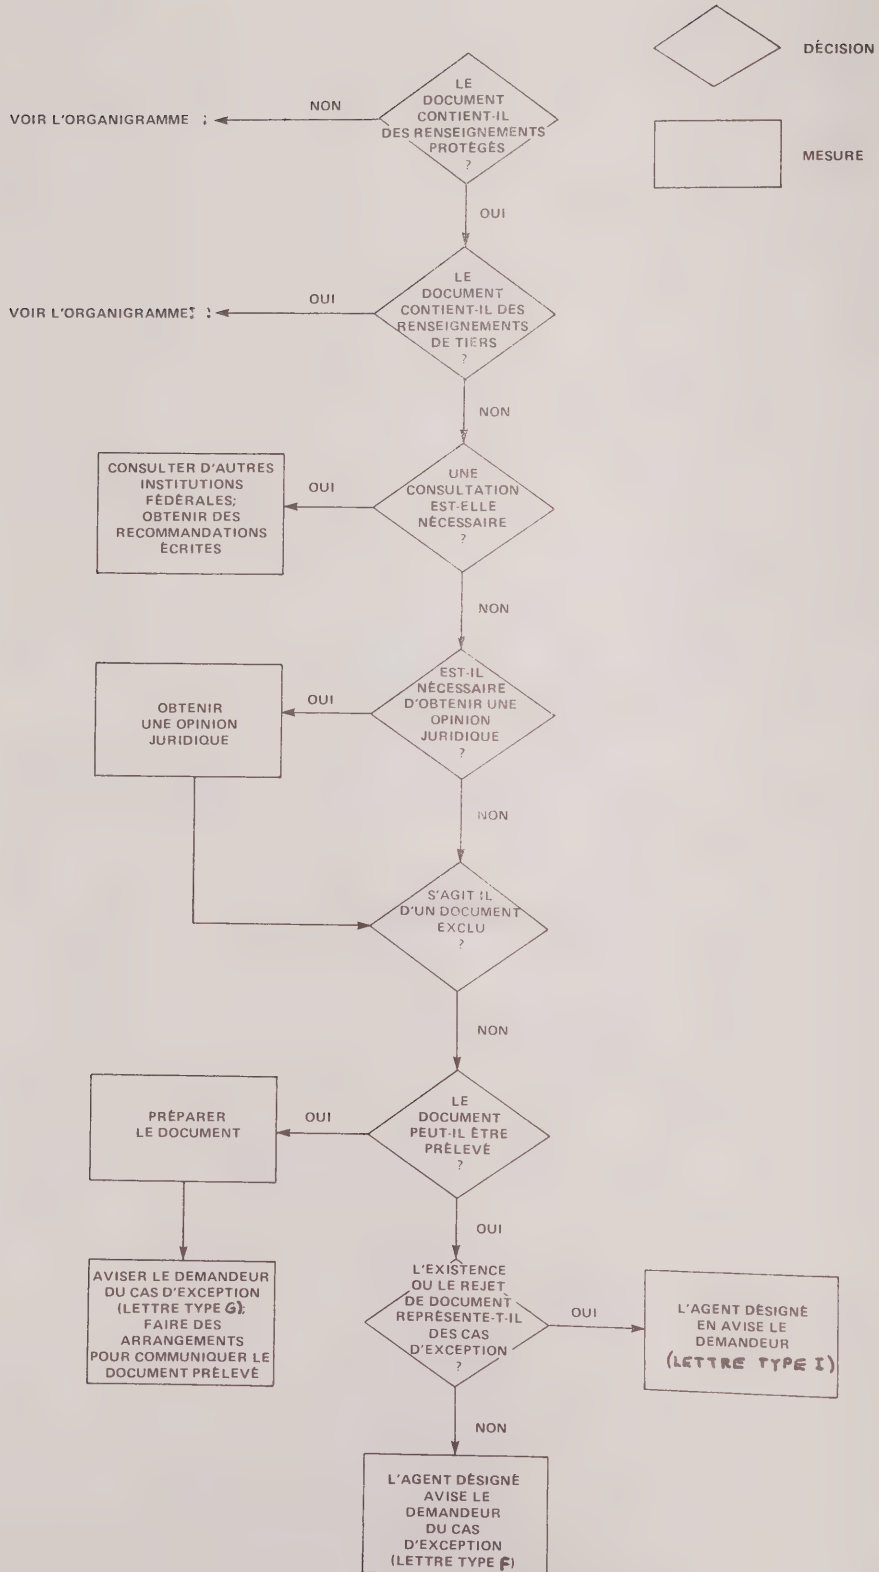 DÉCISION
MESURE
LE
DOCUMENT
CONTIENT-IL
DES RENSEIGNEMENTS
PROTÉGÉS
?
NON
VOIR L'ORGANIGRAMME
OUI
LE
DOCUMENT
CONTIENT-IL DES
RENSEIGNEMENTS
DE TIERS
?
OUI
VOIR L'ORGANIGRAMME
NON
UNE
CONSULTATION
EST-ELLE
NÉCESSAIRE
?
OUI
CONSULTER D'AUTRES
INSTITUTIONS
FÉDÉRALES;
OBTENIR DES
RECOMMANDATIONS
ÉCRITES
NON
EST-IL
NÉCESSAIRE
D'OBTENIR UNE
OPINION
JURIDIQUE
?
OUI
OBTENIR
UNE OPINION
JURIDIQUE
NON
S'AGIT IL
D'UN DOCUMENT
EXCLU
?
NON
LE
DOCUMENT
PEUT-IL ÊTRE
PRÉLEVÉ
?
OUI
PRÉPARER
LE DOCUMENT
AVISER LE DEMANDEUR
DU CAS D'EXCEPTION
(LETTRE TYPE G);
FAIRE DES
ARRANGEMENTS
POUR COMMUNIQUER LE
DOCUMENT PRÉLEVÉ
OUI
L'EXISTENCE
OU LE REJET
DE DOCUMENT
REPRÉSENTE-T-IL
DES CAS
D'EXCEPTION
?
OUI
L'AGENT DÉSIGNÉ
EN AVISE LE
DEMANDEUR
(LETTRE TYPE I)
NON
L'AGENT DÉSIGNÉ
AVISE LE
DEMANDEUR
DU CAS
D'EXCEPTION
(LETTRE TYPE F)